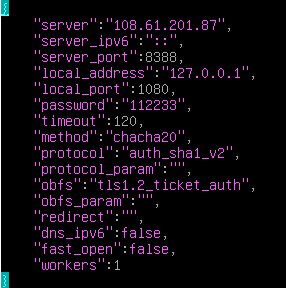 {
"server":"108.61.201.87",
"server_ipv6":"::",
"server_port":8388,
"local_address":"127.0.0.1",
"local_port":1080,
"password":"112233",
"timeout":120,
"method":"chacha20",
"protocol":"auth_sha1_v2",
"protocol_param":"",
"obfs":"tls1.2_ticket_auth",
"obfs_param":"",
"redirect":"",
"dns_ipv6":false,
"fast_open":false,
"workers":1
}